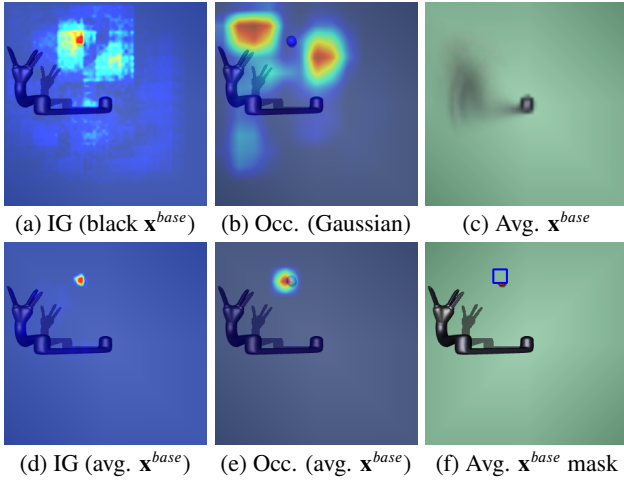 (a) IG (black x^base)
(b) Occ. (Gaussian)
(c) Avg. x^base
(d) IG (avg. x^base)
(e) Occ. (avg. x^base)
(f) Avg. x^base mask